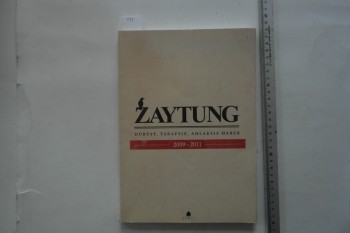 ZAYTUNG
DÜRÜST, TARAFSIZ, AHLAKSIZ HABER
2009 - 2011